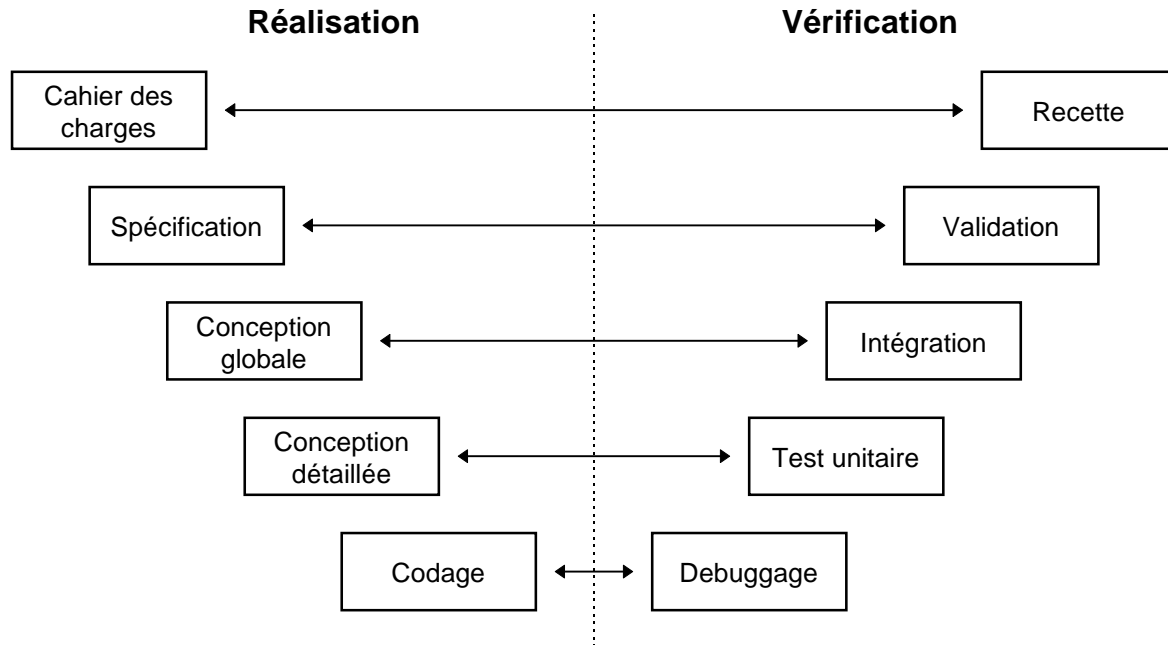 Réalisation
Vérification
Cahier des
charges
Recette
Spécification
Validation
Conception
globale
Intégration
Conception
détaillée
Test unitaire
Codage
Debuggage